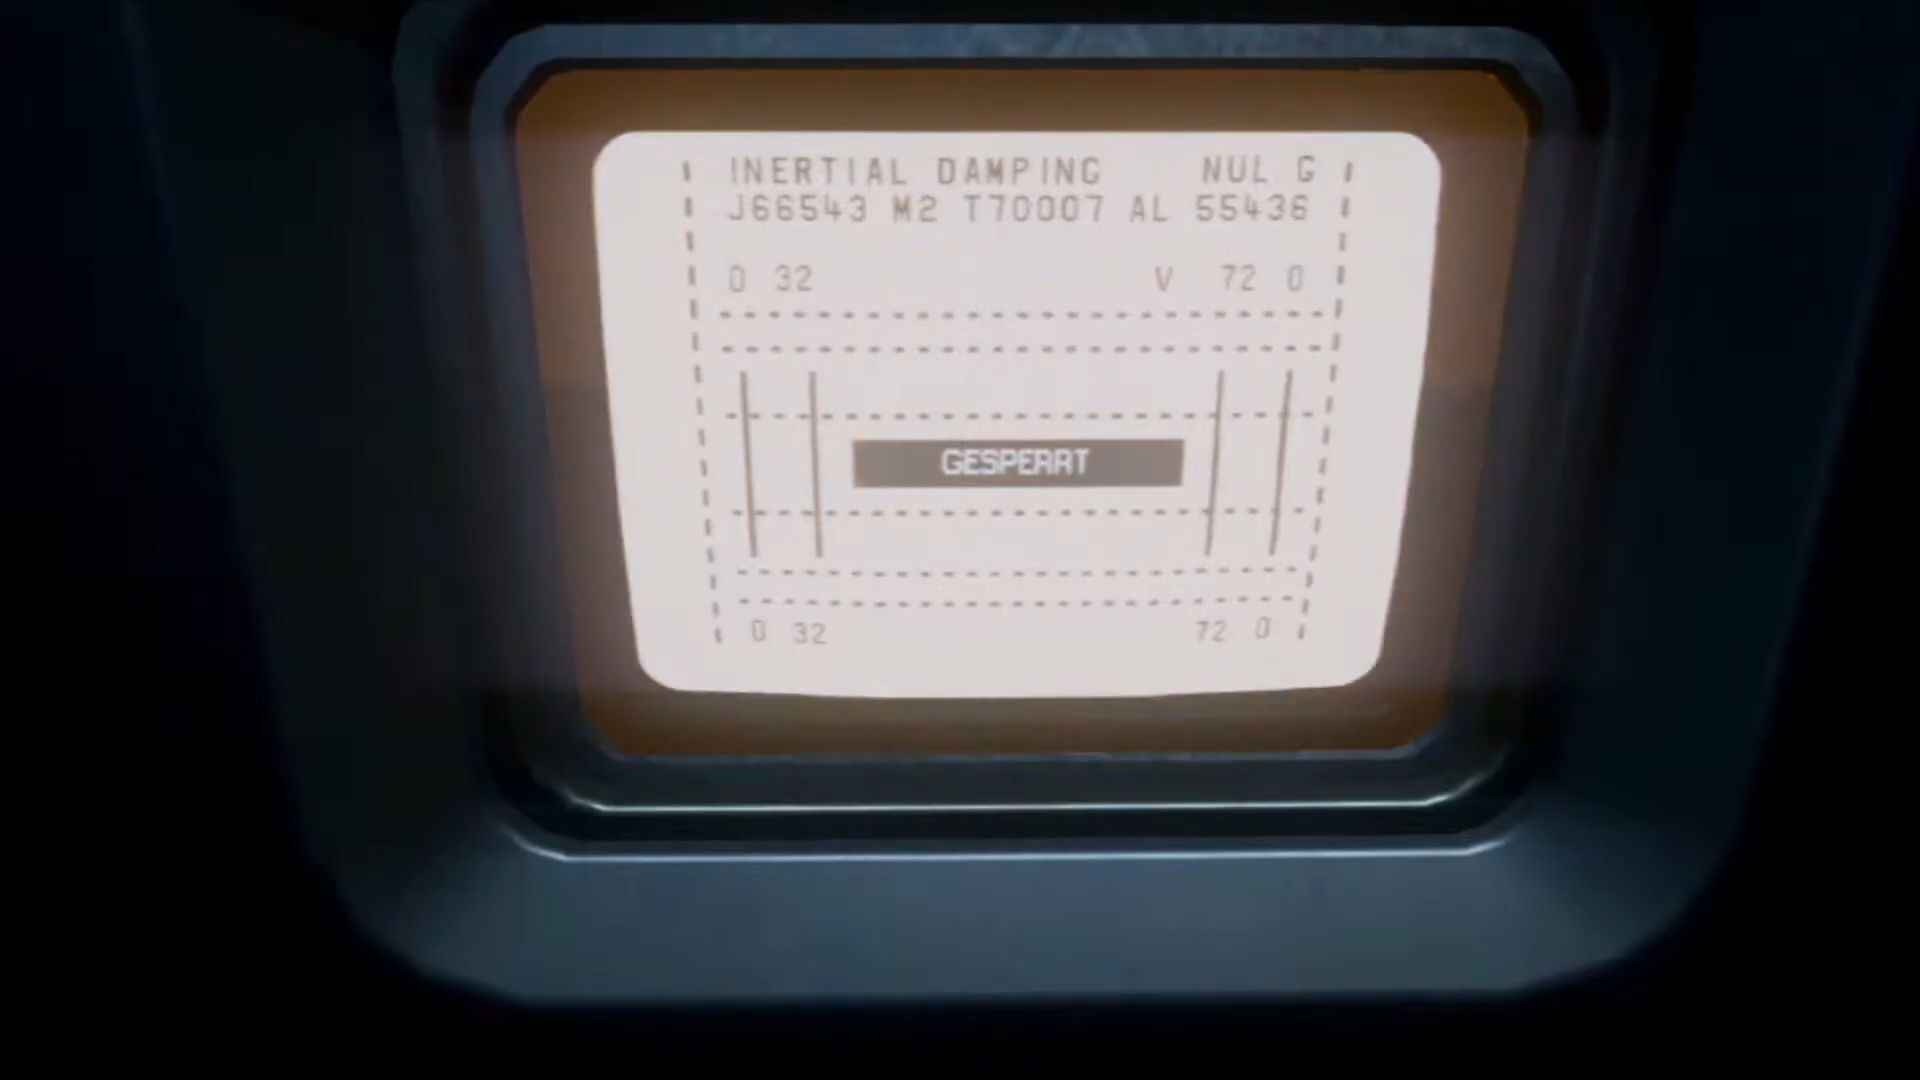 INERTIAL DAMPING NUL G
J66543 M2 T70007 AL 55436
0 32 V 72 0
GESPERRT
0 32 72 0